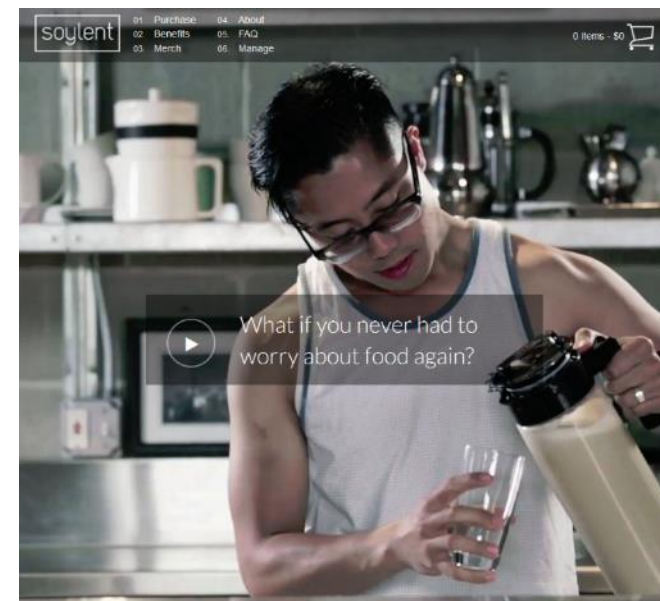 soylent
01. Purchase
02. Benefits
03. Merch
04. About
05. FAQ
06. Manage
0 items - $0
What if you never had to
worry about food again?